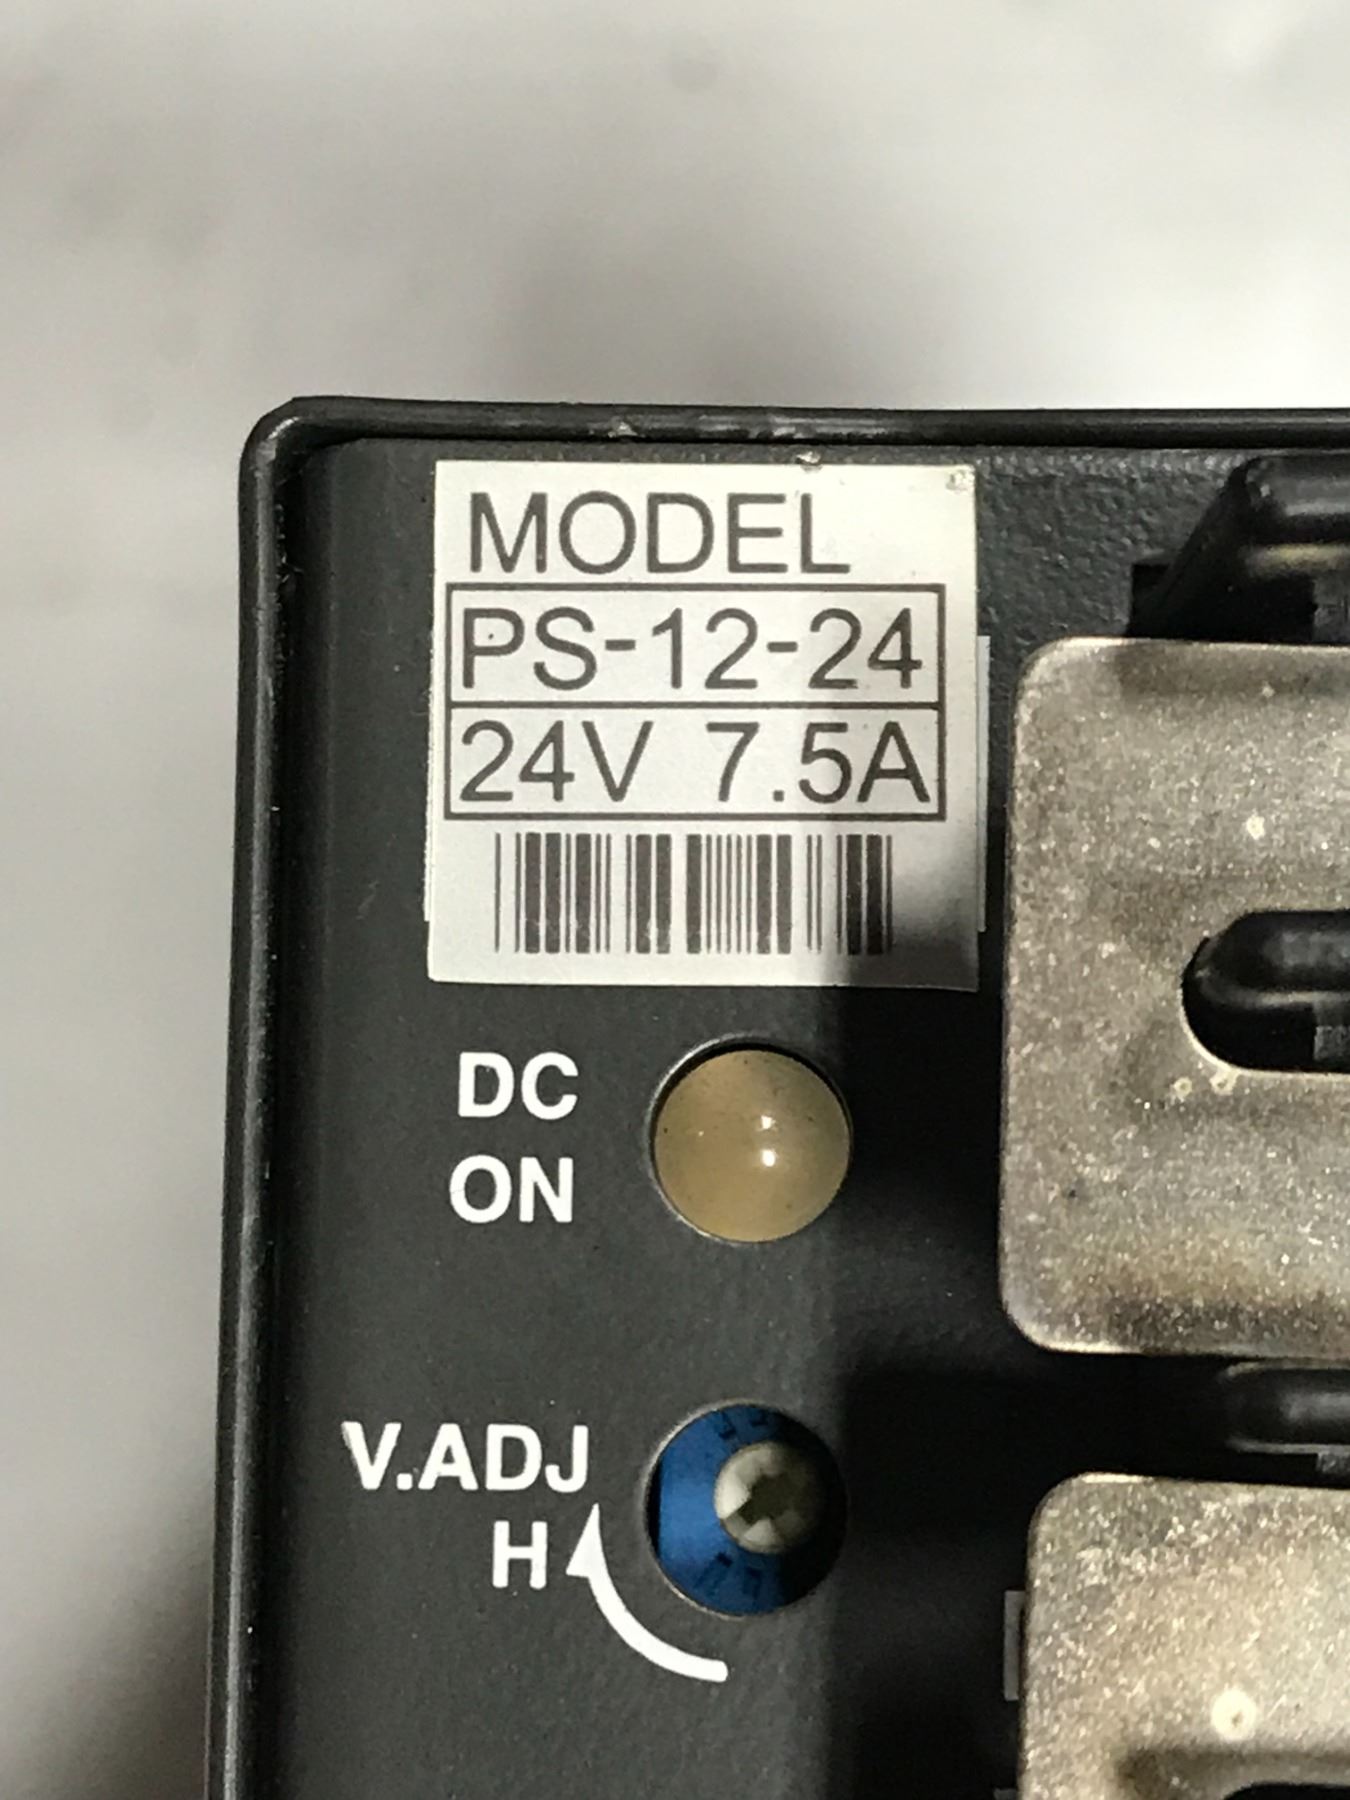 MODEL
PS-12-24
24V 7.5A
DC
ON
V.ADJ
H